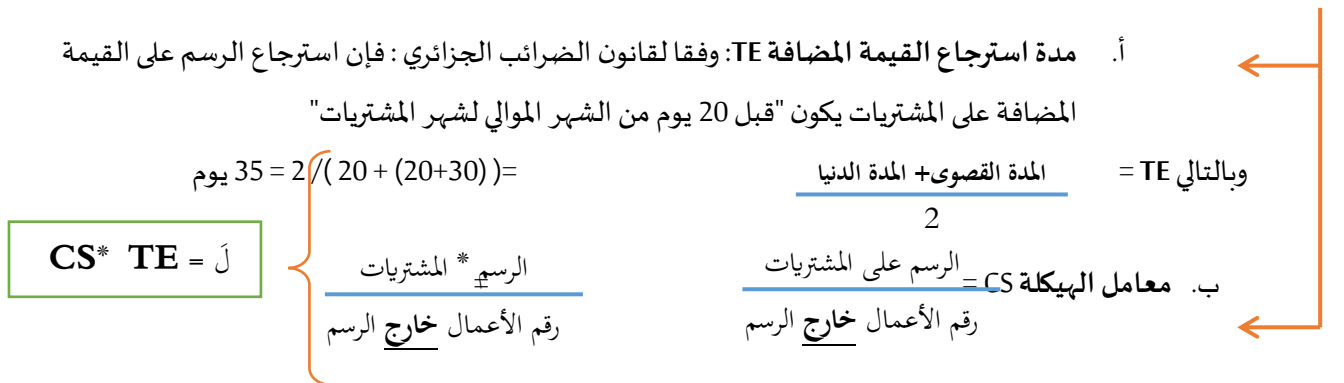 أ. مدة استرجاع القيمة المضافة TE: وفقا لقانون الضرائب الجزائري : فإن استرجاع الرسم على القيمة
المضافة على المشتريات يكون "قبل 20 يوم من الشهر الموالي لشهر المشتريات"
وبالتالي TE = المدة القصوى+ المدة الدنيا =( (30+20) + 20 )/ 2 = 35 يوم
2
ب. معامل الهيكلة CS = الرسم على المشتريات = الرسم * المشتريات
رقم الأعمال خارج الرسم رقم الأعمال خارج الرسم
لَ = CS* TE